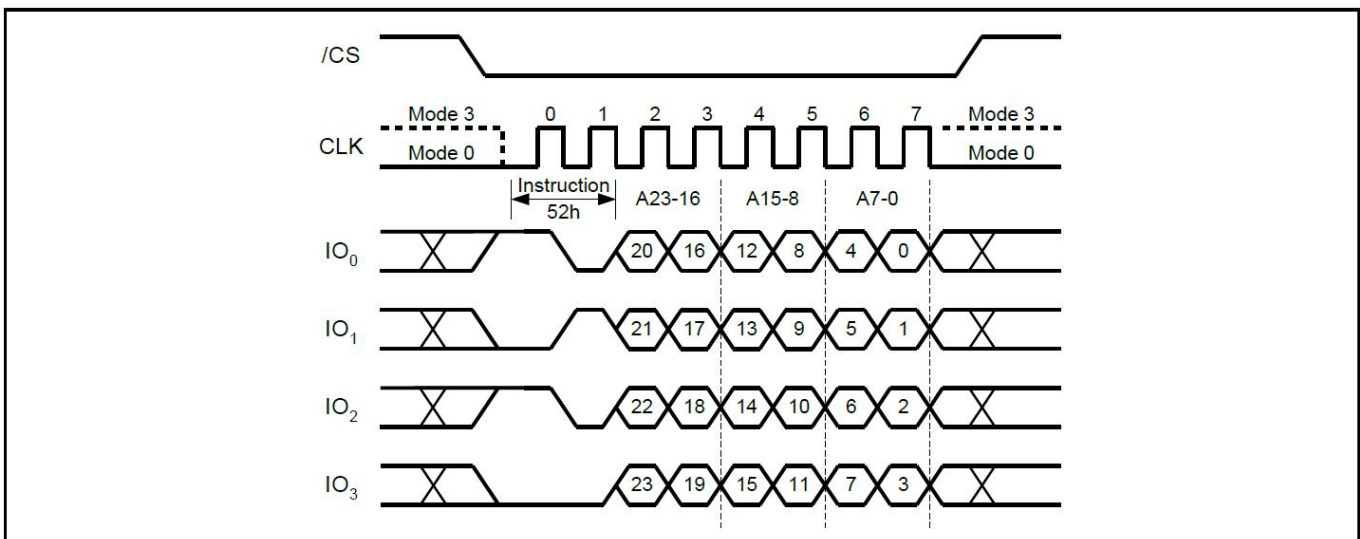 /CS
Mode 3 0 1 2 3 4 5 6 7 Mode 3
CLK
Mode 0 Mode 0
Instruction
52h
A23-16 A15-8 A7-0
IO0 20 16 12 8 4 0
IO1 21 17 13 9 5 1
IO2 22 18 14 10 6 2
IO3 23 19 15 11 7 3